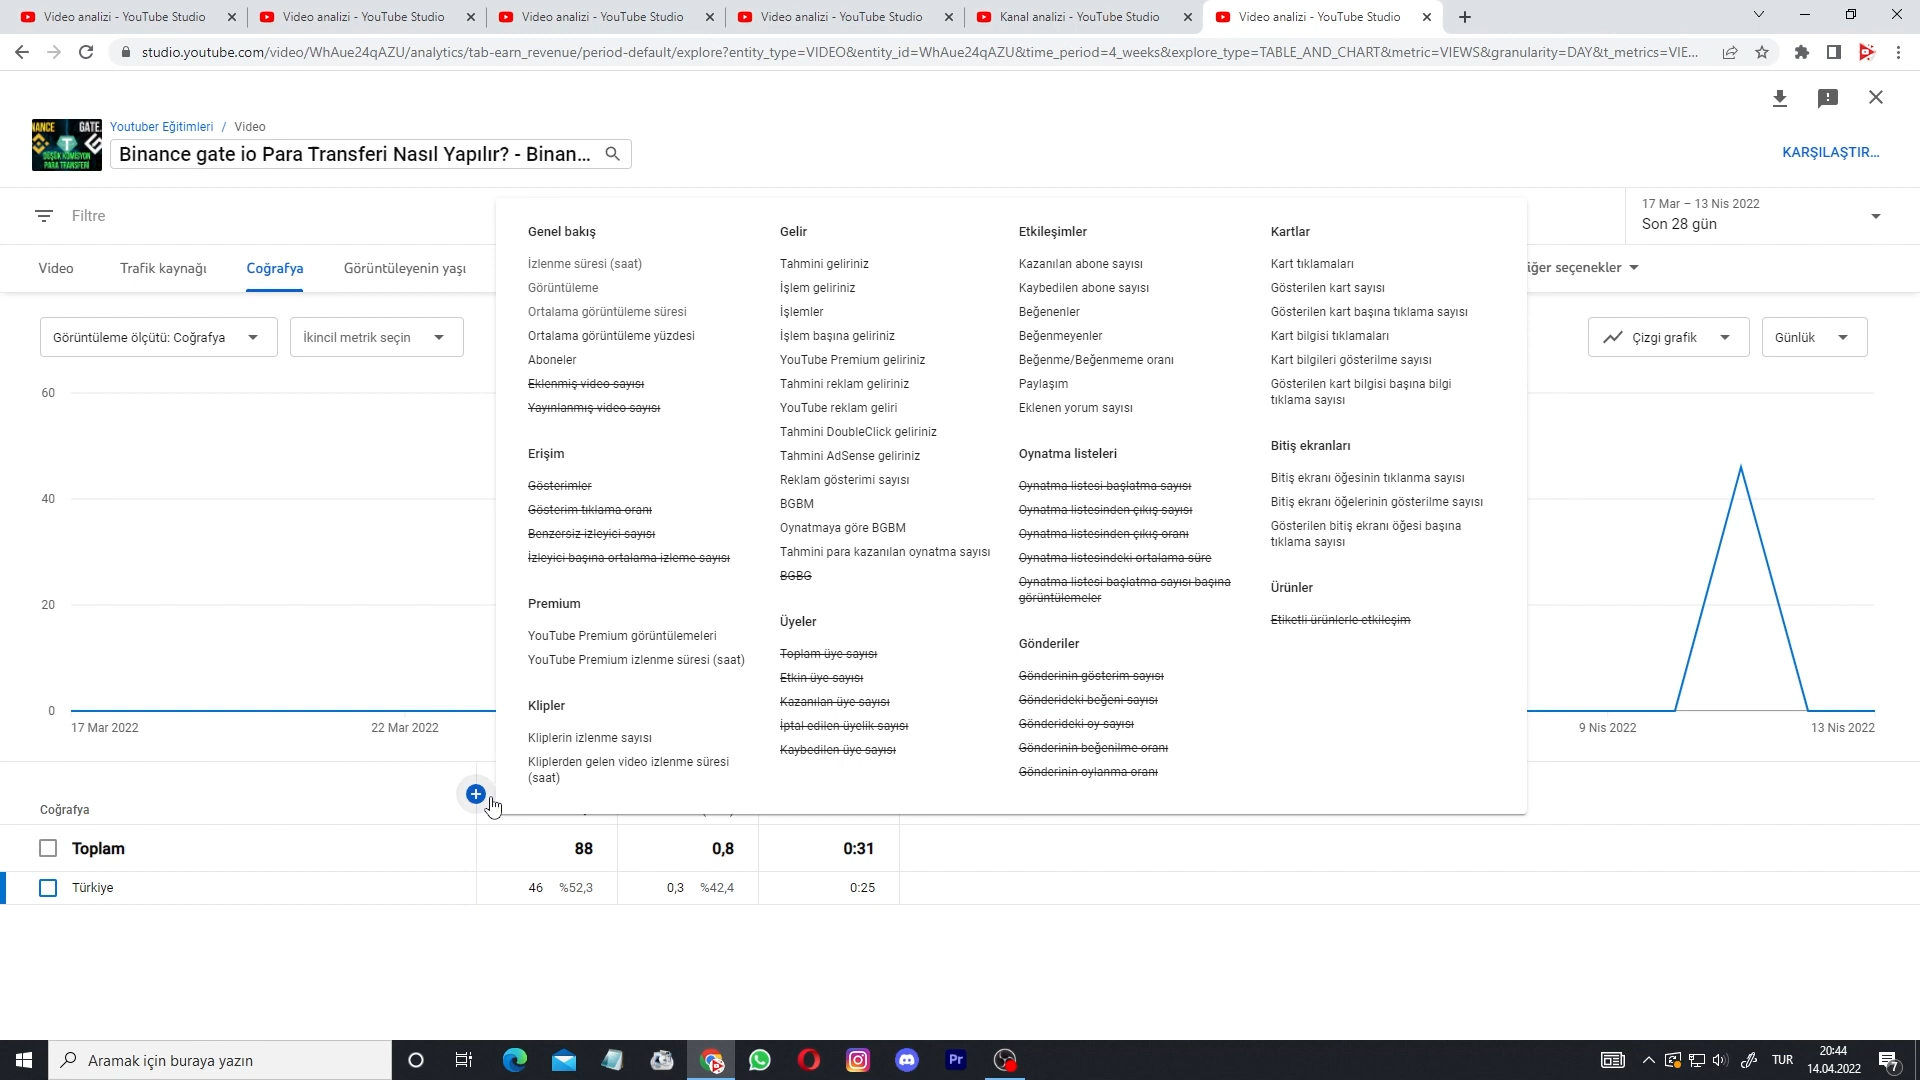 Video analizi - YouTube Studio
Video analizi - YouTube Studio
Video analizi - YouTube Studio
Video analizi - YouTube Studio
Kanal analizi - YouTube Studio
Video analizi - YouTube Studio
studio.youtube.com/video/WhAue24qAZU/analytics/tab-earn_revenue/period-default/explore?entity_type=VIDEO&entity_id=WhAue24qAZU&time_period=4_weeks&explore_type=TABLE_AND_CHART&metric=VIEWS&granularity=DAY&t_metrics=VIE...
NANCE GATE.
DÜŞÜK KOMİSYON
PARA TRANSFERİ
Youtuber Eğitimleri / Video
Binance gate io Para Transferi Nasıl Yapılır? - Binan...
KARŞILAŞTIR...
Filtre
17 Mar – 13 Nis 2022
Son 28 gün
Video
Trafik kaynağı
Coğrafya
Görüntüleyenin yaşı
iğer seçenekler
Görüntüleme ölçütü: Coğrafya
İkincil metrik seçin
Çizgi grafik
Günlük
Genel bakış
İzlenme süresi (saat)
Görüntüleme
Ortalama görüntüleme süresi
Ortalama görüntüleme yüzdesi
Aboneler
Eklenmiş video sayısı
Yayınlanmış video sayısı
Erişim
Gösterimler
Gösterim tıklama oranı
Benzersiz izleyici sayısı
İzleyici başına ortalama izleme sayısı
Premium
YouTube Premium görüntülemeleri
YouTube Premium izlenme süresi (saat)
Klipler
Kliplerin izlenme sayısı
Kliplerden gelen video izlenme süresi
(saat)
Gelir
Tahmini geliriniz
İşlem geliriniz
İşlemler
İşlem başına geliriniz
YouTube Premium geliriniz
Tahmini reklam geliriniz
YouTube reklam geliri
Tahmini DoubleClick geliriniz
Tahmini AdSense geliriniz
Reklam gösterimi sayısı
BGBM
Oynatmaya göre BGBM
Tahmini para kazanılan oynatma sayısı
BGBG
Üyeler
Toplam üye sayısı
Etkin üye sayısı
Kazanılan üye sayısı
İptal edilen üyelik sayısı
Kaybedilen üye sayısı
Etkileşimler
Kazanılan abone sayısı
Kaybedilen abone sayısı
Beğenenler
Beğenmeyenler
Beğenme/Beğenmeme oranı
Paylaşım
Eklenen yorum sayısı
Oynatma listeleri
Oynatma listesi başlatma sayısı
Oynatma listesinden çıkış sayısı
Oynatma listesinden çıkış oranı
Oynatma listesindeki ortalama süre
Oynatma listesi başlatma sayısı başına
görüntülemeler
Gönderiler
Gönderinin gösterim sayısı
Gönderideki beğeni sayısı
Gönderideki oy sayısı
Gönderinin beğenilme oranı
Gönderinin oylanma oranı
Kartlar
Kart tıklamaları
Gösterilen kart sayısı
Gösterilen kart başına tıklama sayısı
Kart bilgisi tıklamaları
Kart bilgileri gösterilme sayısı
Gösterilen kart bilgisi başına bilgi
tıklama sayısı
Bitiş ekranları
Bitiş ekranı öğesinin tıklanma sayısı
Bitiş ekranı öğelerinin gösterilme sayısı
Gösterilen bitiş ekranı öğesi başına
tıklama sayısı
Ürünler
Etiketli ürünlerle etkileşim
60
40
20
0
17 Mar 2022
22 Mar 2022
9 Nis 2022
13 Nis 2022
Coğrafya
Toplam 88 0,8 0:31
Türkiye 46 %52,3 0,3 %42,4 0:25
Aramak için buraya yazın
Pr
TUR
20:44
14.04.2022
7